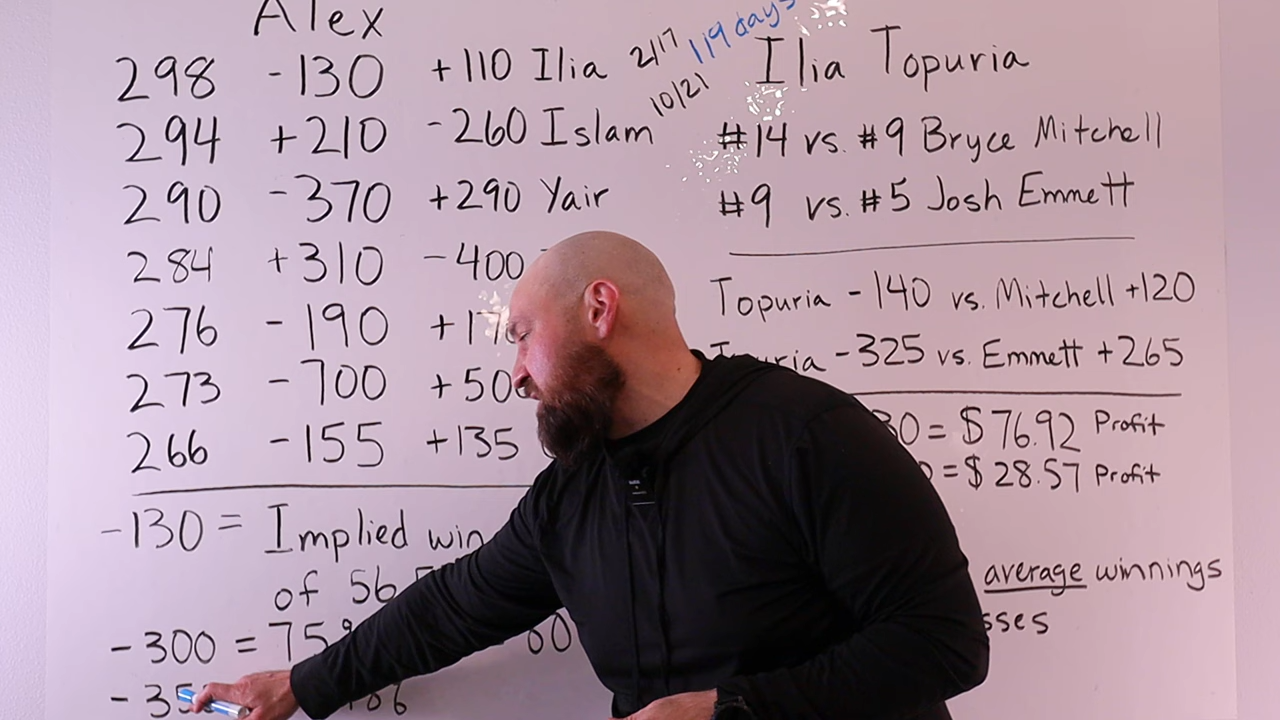 Alex
298 -130 +110 Ilia 2/17 119 days
294 +210 -260 Islam 10/21
290 -370 +290 Yair
284 +310 -400
276 -190
273 -700
266 -155 +135
-130 = Implied win
of 56
-300 = 75
Ilia Topuria
#14 vs. #9 Bryce Mitchell
#9 vs. #5 Josh Emmett
Topuria -140 vs. Mitchell +120
-325 vs. Emmett +265
= $76.92 Profit
= $28.57 Profit
average winnings